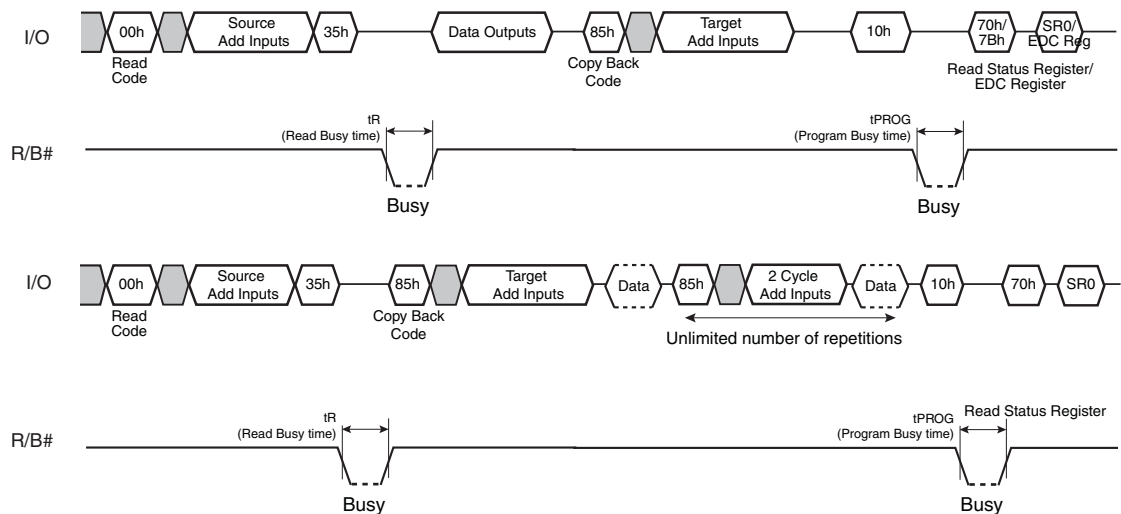 I/O
00h
Source
Add Inputs
35h
Data Outputs
85h
Target
Add Inputs
10h
70h/
7Bh
SR0/
EDC Reg
Read
Code
Copy Back
Code
Read Status Register/
EDC Register
R/B#
tR
(Read Busy time)
Busy
tPROG
(Program Busy time)
Busy
I/O
00h
Source
Add Inputs
35h
85h
Target
Add Inputs
Data
85h
2 Cycle
Add Inputs
Data
10h
70h
SR0
Read
Code
Copy Back
Code
Unlimited number of repetitions
R/B#
tR
(Read Busy time)
Busy
tPROG
(Program Busy time)
Read Status Register
Busy